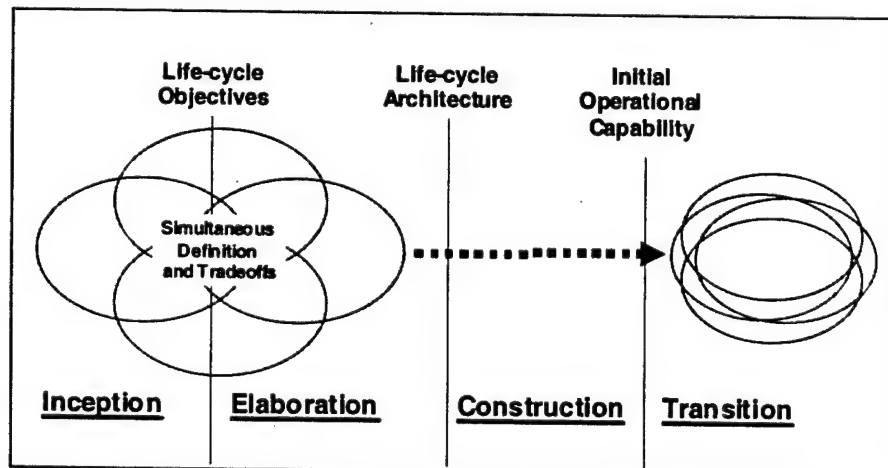 Life-cycle
Objectives
Life-cycle
Architecture
Initial
Operational
Capability
Simultaneous
Definition
and Tradeoffs
Inception
Elaboration
Construction
Transition